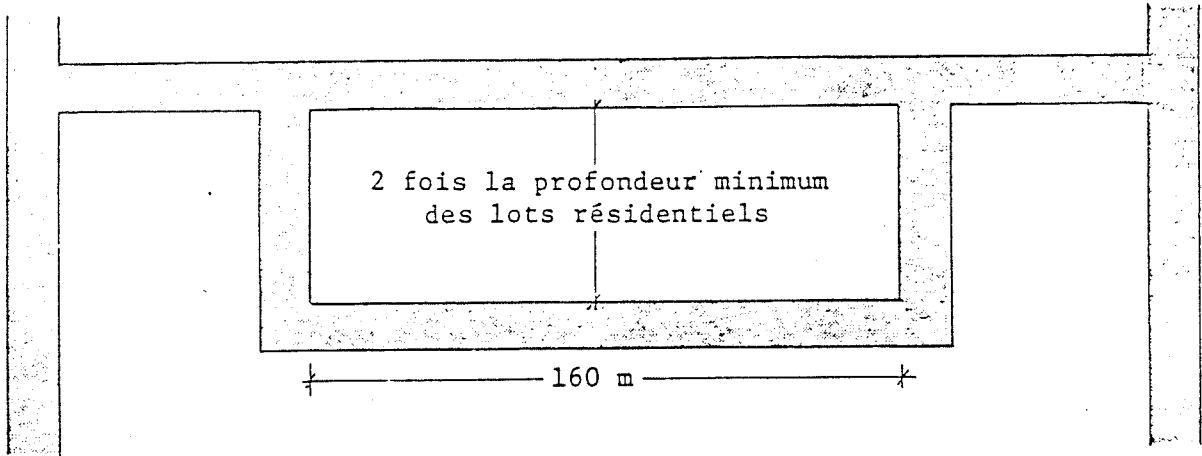 2 fois la profondeur minimum
des lots résidentiels
160 m